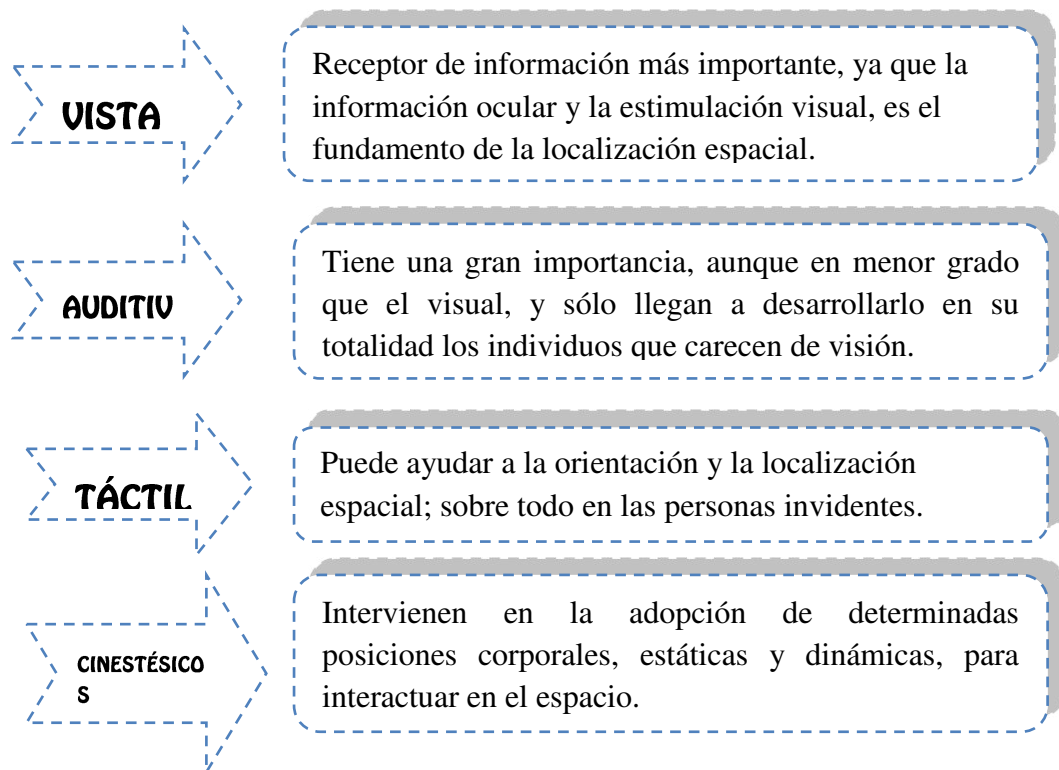 VISTA
Receptor de información más importante, ya que la
información ocular y la estimulación visual, es el
fundamento de la localización espacial.
AUDITIV
Tiene una gran importancia, aunque en menor grado
que el visual, y sólo llegan a desarrollarlo en su
totalidad los individuos que carecen de visión.
TÁCTIL
Puede ayudar a la orientación y la localización
espacial; sobre todo en las personas invidentes.
CINESTÉSICO
S
Intervienen en la adopción de determinadas
posiciones corporales, estáticas y dinámicas, para
interactuar en el espacio.